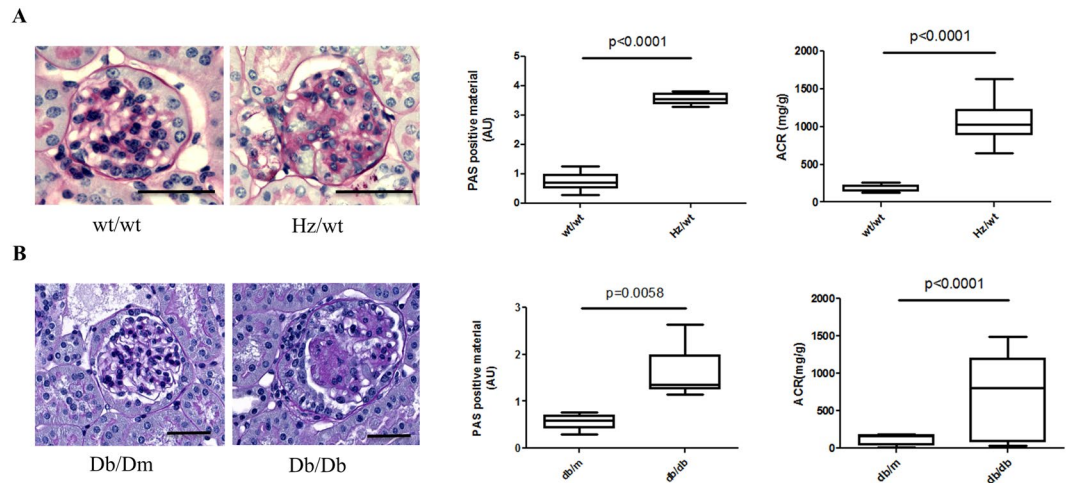 A
wt/wt
Hz/wt
p<0.0001
PAS positive material
(AU)
5
4
3
2
1
0
wt/wt
Hz/wt
p<0.0001
ACR (mg/g)
2000
1500
1000
500
0
wt/wt
Hz/wt
B
Db/Dm
Db/Db
p=0.0058
PAS positive material
(AU)
3
2
1
0
db/m
db/db
p<0.0001
ACR(mg/g)
2000
1500
1000
500
0
db/m
db/db